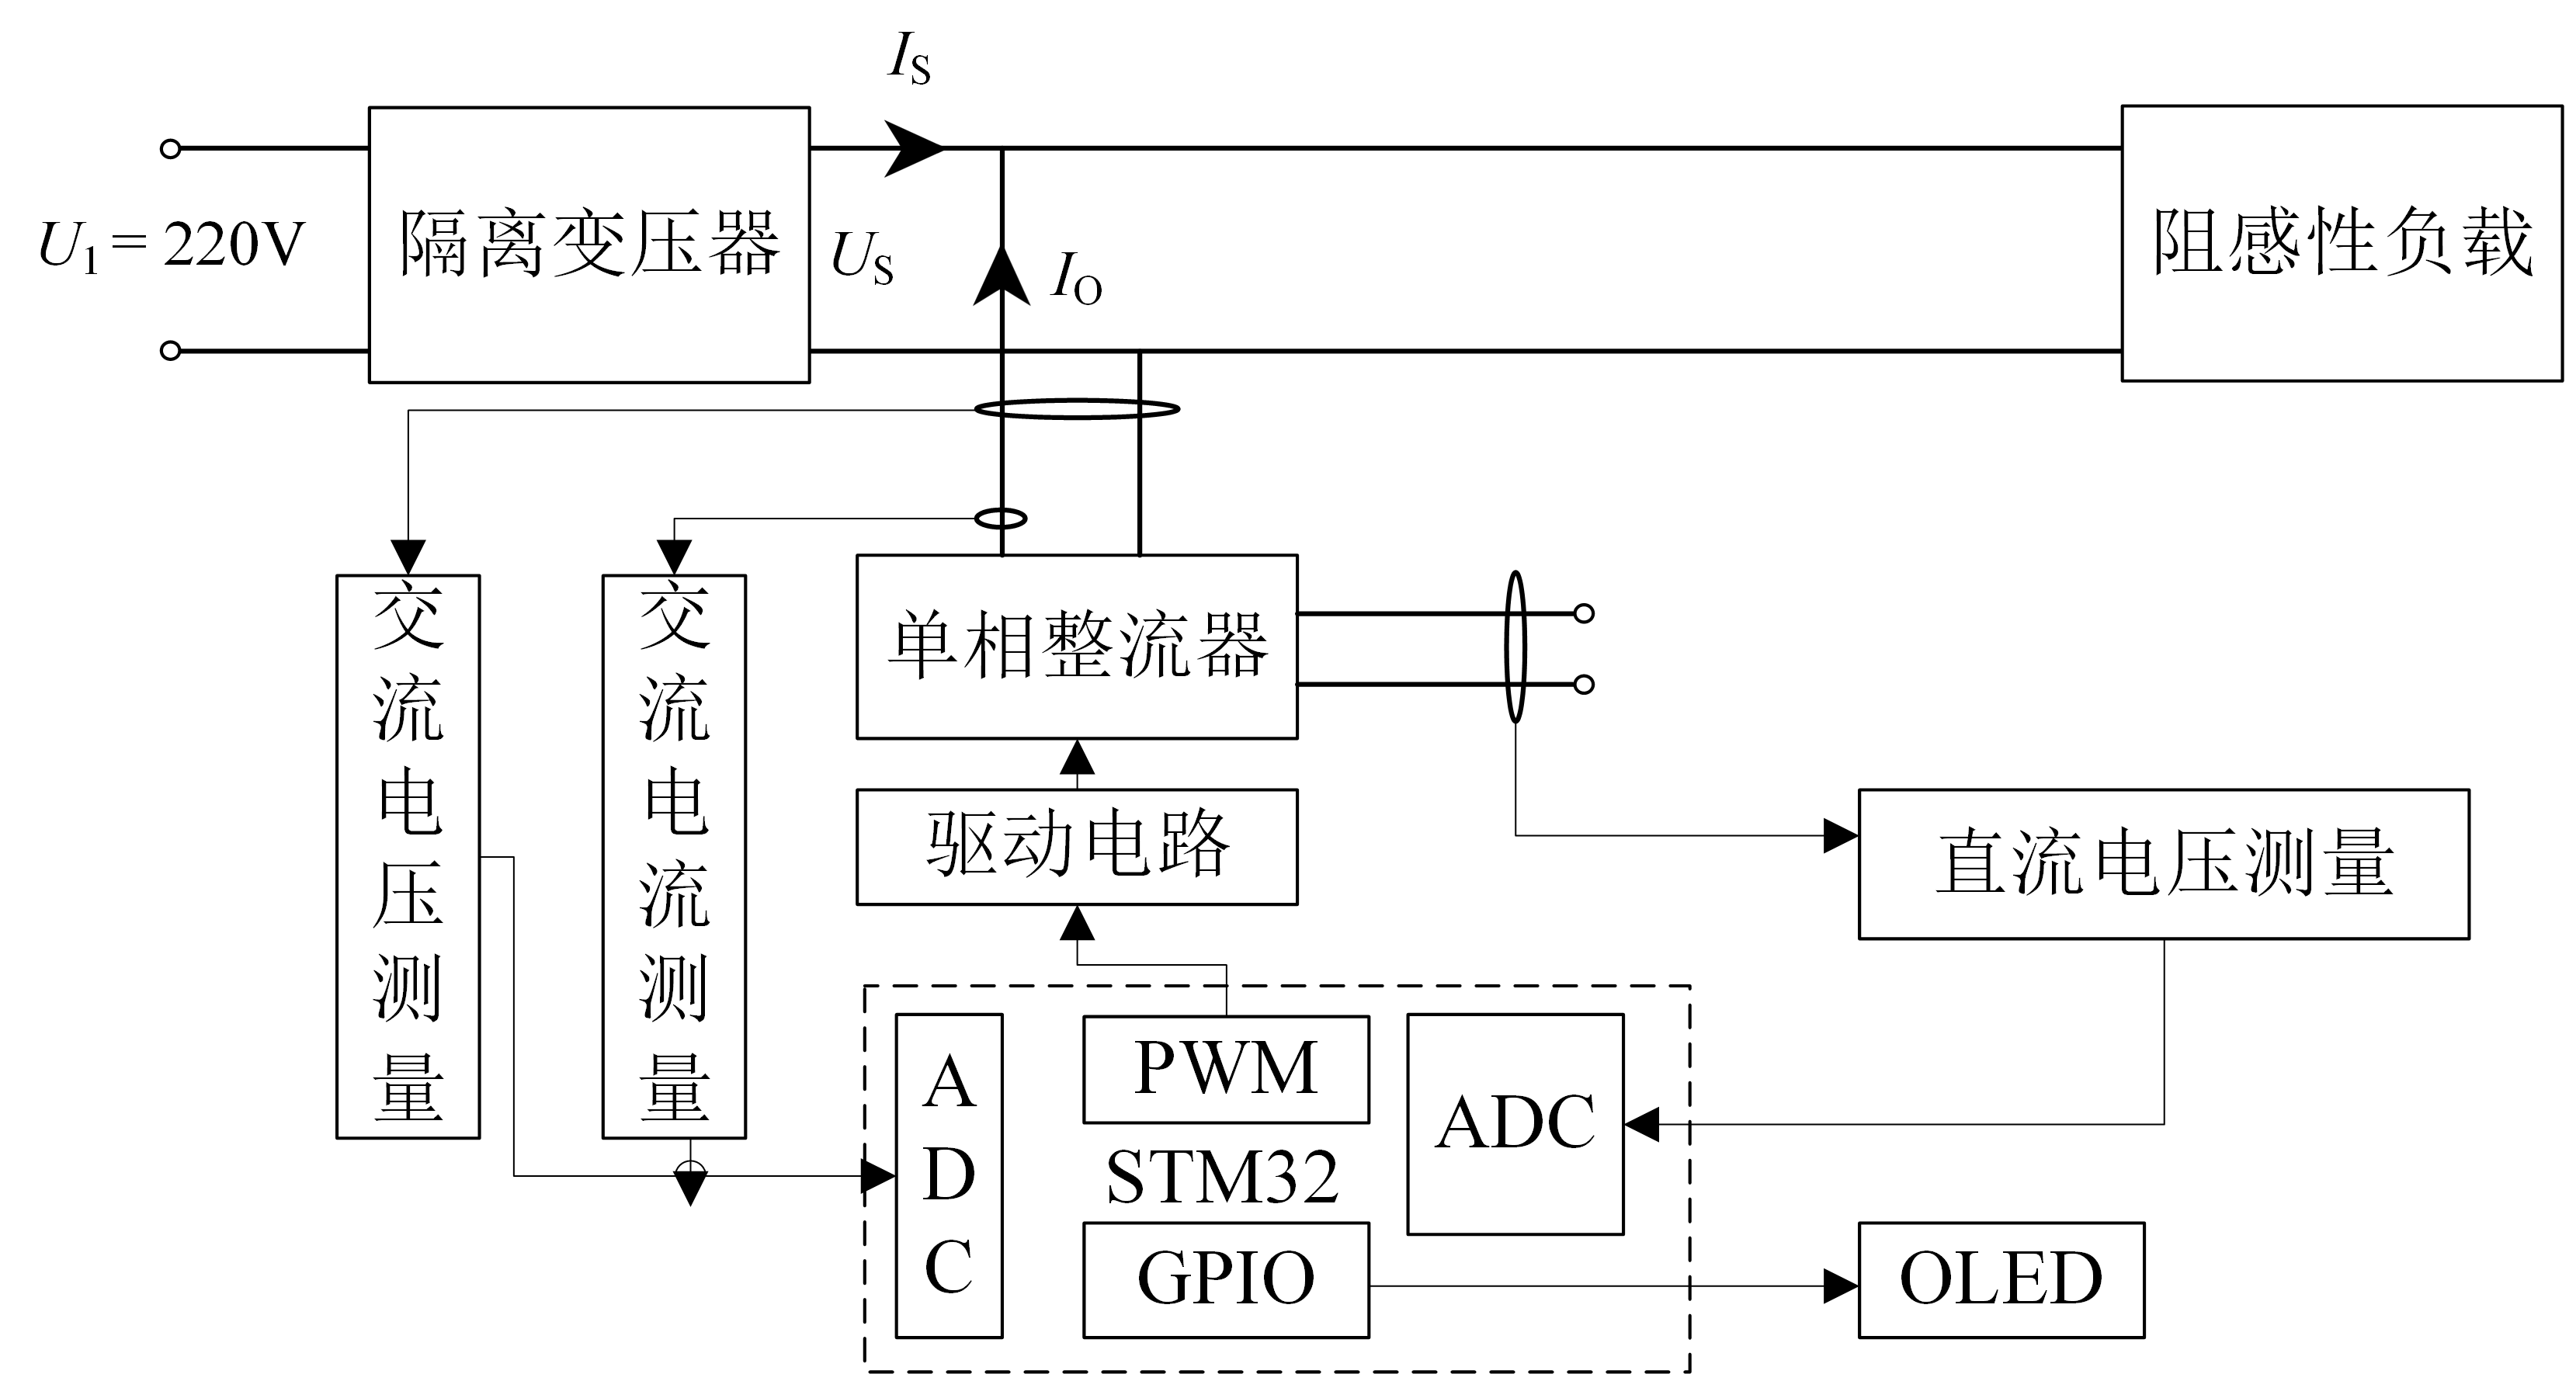 I_S
U_1 = 220V
隔离变压器
U_S
I_O
阻感性负载
交流电压测量
交流电流测量
单相整流器
驱动电路
直流电压测量
ADC
PWM
STM32
GPIO
ADC
OLED